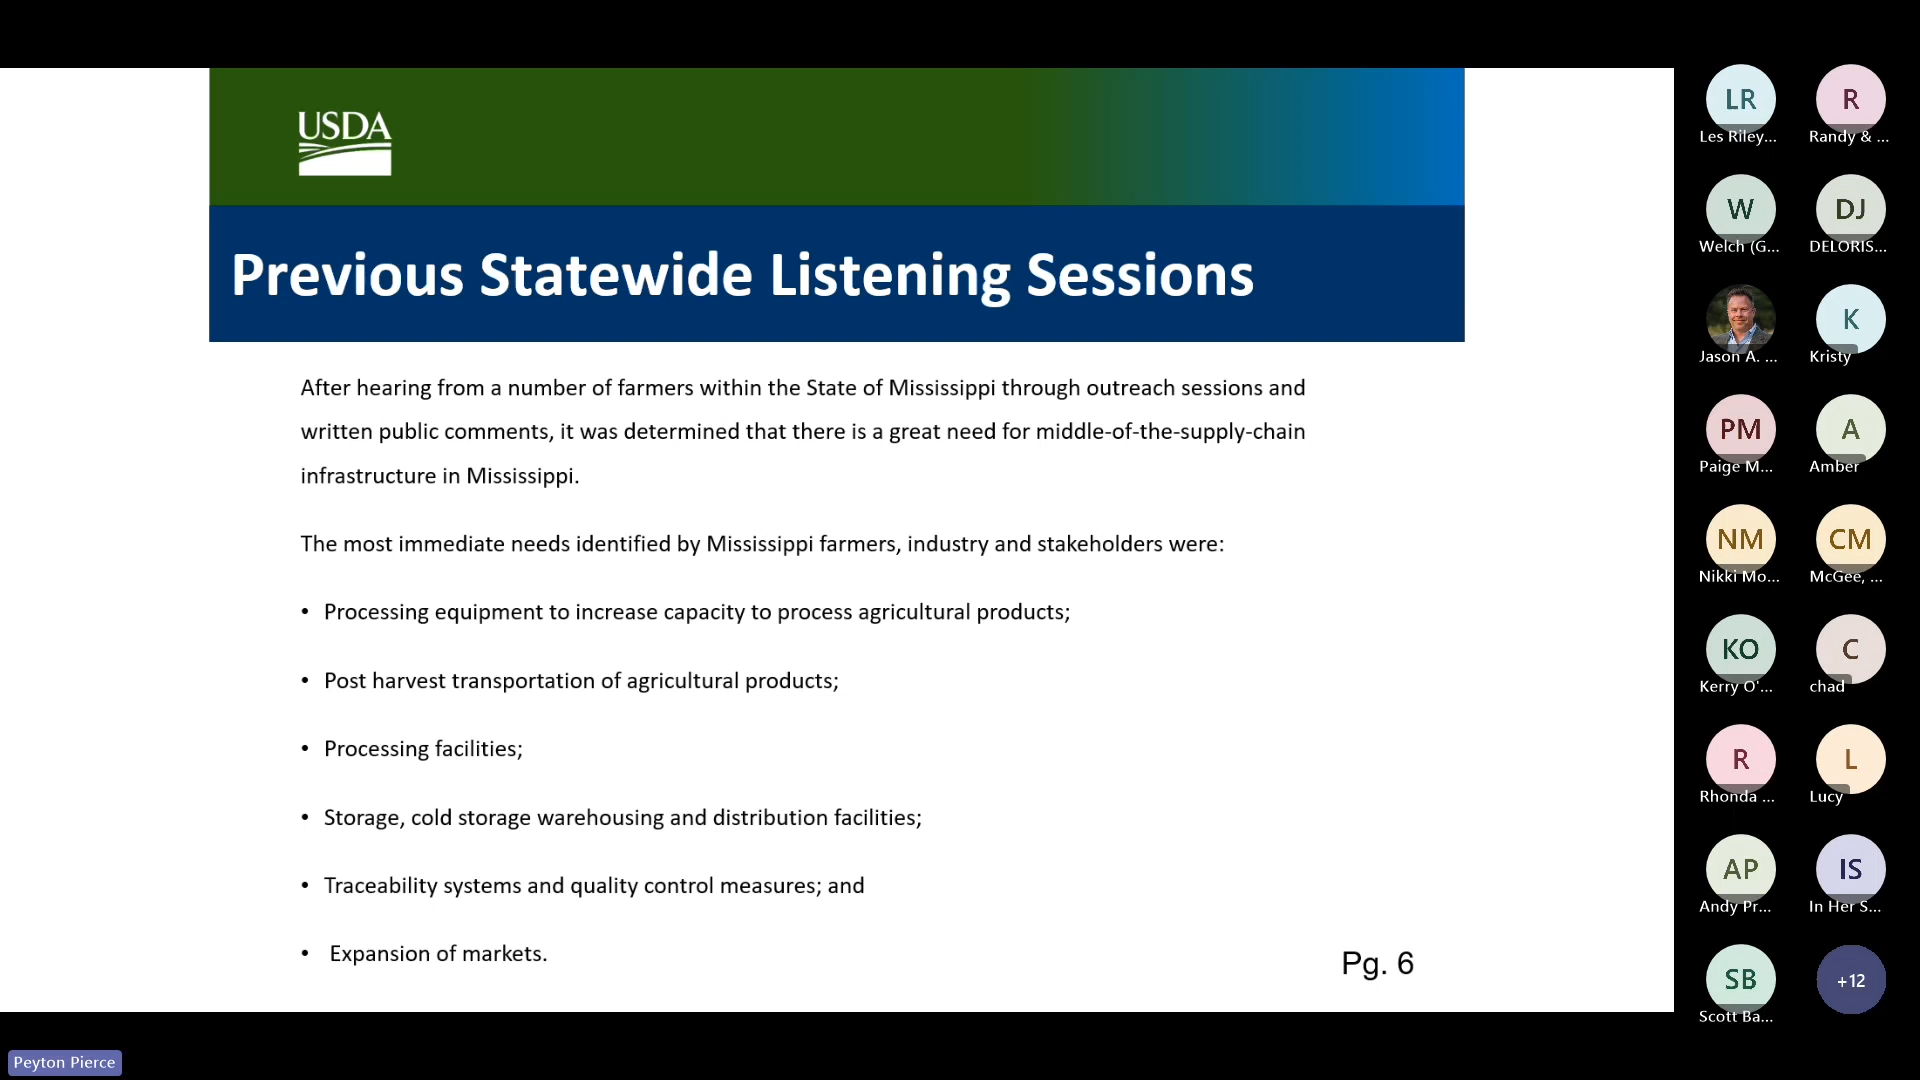 USDA
Previous Statewide Listening Sessions
After hearing from a number of farmers within the State of Mississippi through outreach sessions and
written public comments, it was determined that there is a great need for middle-of-the-supply-chain
infrastructure in Mississippi.
The most immediate needs identified by Mississippi farmers, industry and stakeholders were:
• Processing equipment to increase capacity to process agricultural products;
• Post harvest transportation of agricultural products;
• Processing facilities;
• Storage, cold storage warehousing and distribution facilities;
• Traceability systems and quality control measures; and
• Expansion of markets.
Pg. 6
LR
Les Riley...
R
Randy & ...
W
Welch (G...
DJ
DELORIS...
Jason A. ...
K
Kristy
PM
Paige M...
A
Amber
NM
Nikki Mo...
CM
McGee, ...
KO
Kerry O'...
C
chad
R
Rhonda ...
L
Lucy
AP
Andy Pr...
IS
In Her S...
SB
Scott Ba...
+12
Peyton Pierce